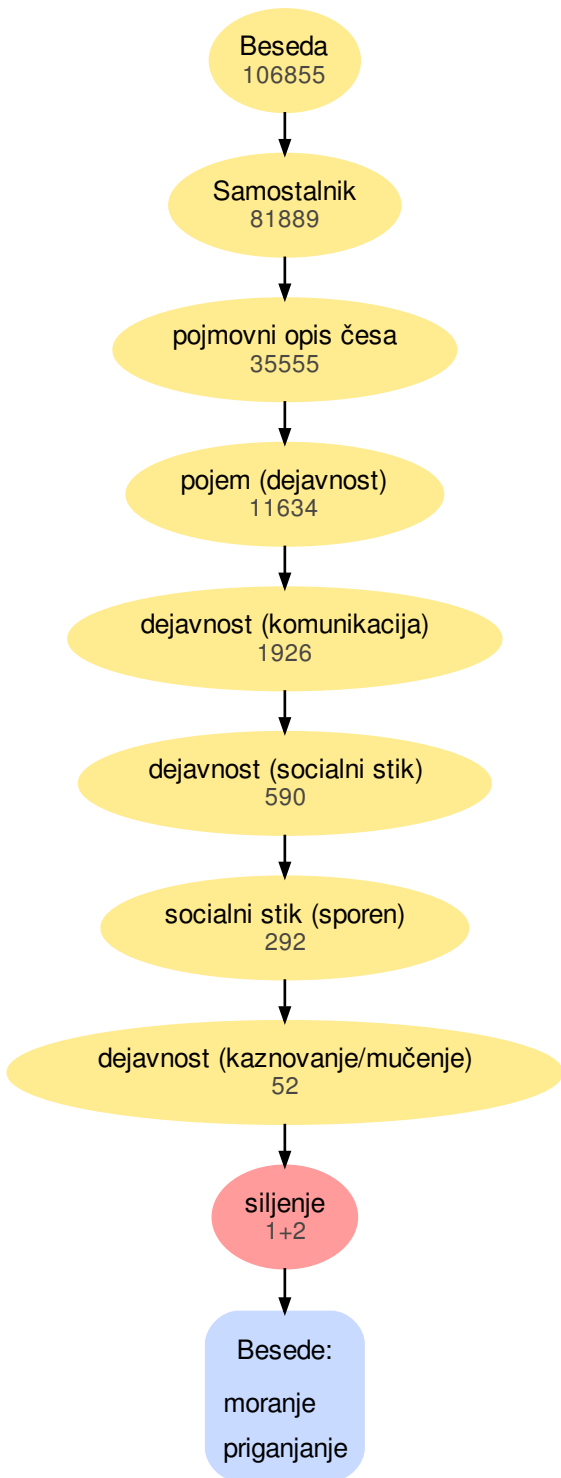 Beseda
106855
Samostalnik
81889
pojmovni opis česa
35555
pojem (dejavnost)
11634
dejavnost (komunikacija)
1926
dejavnost (socialni stik)
590
socialni stik (sporen)
292
dejavnost (kaznovanje/mučenje)
52
siljenje
1+2
Besede:
moranje
priganjanje